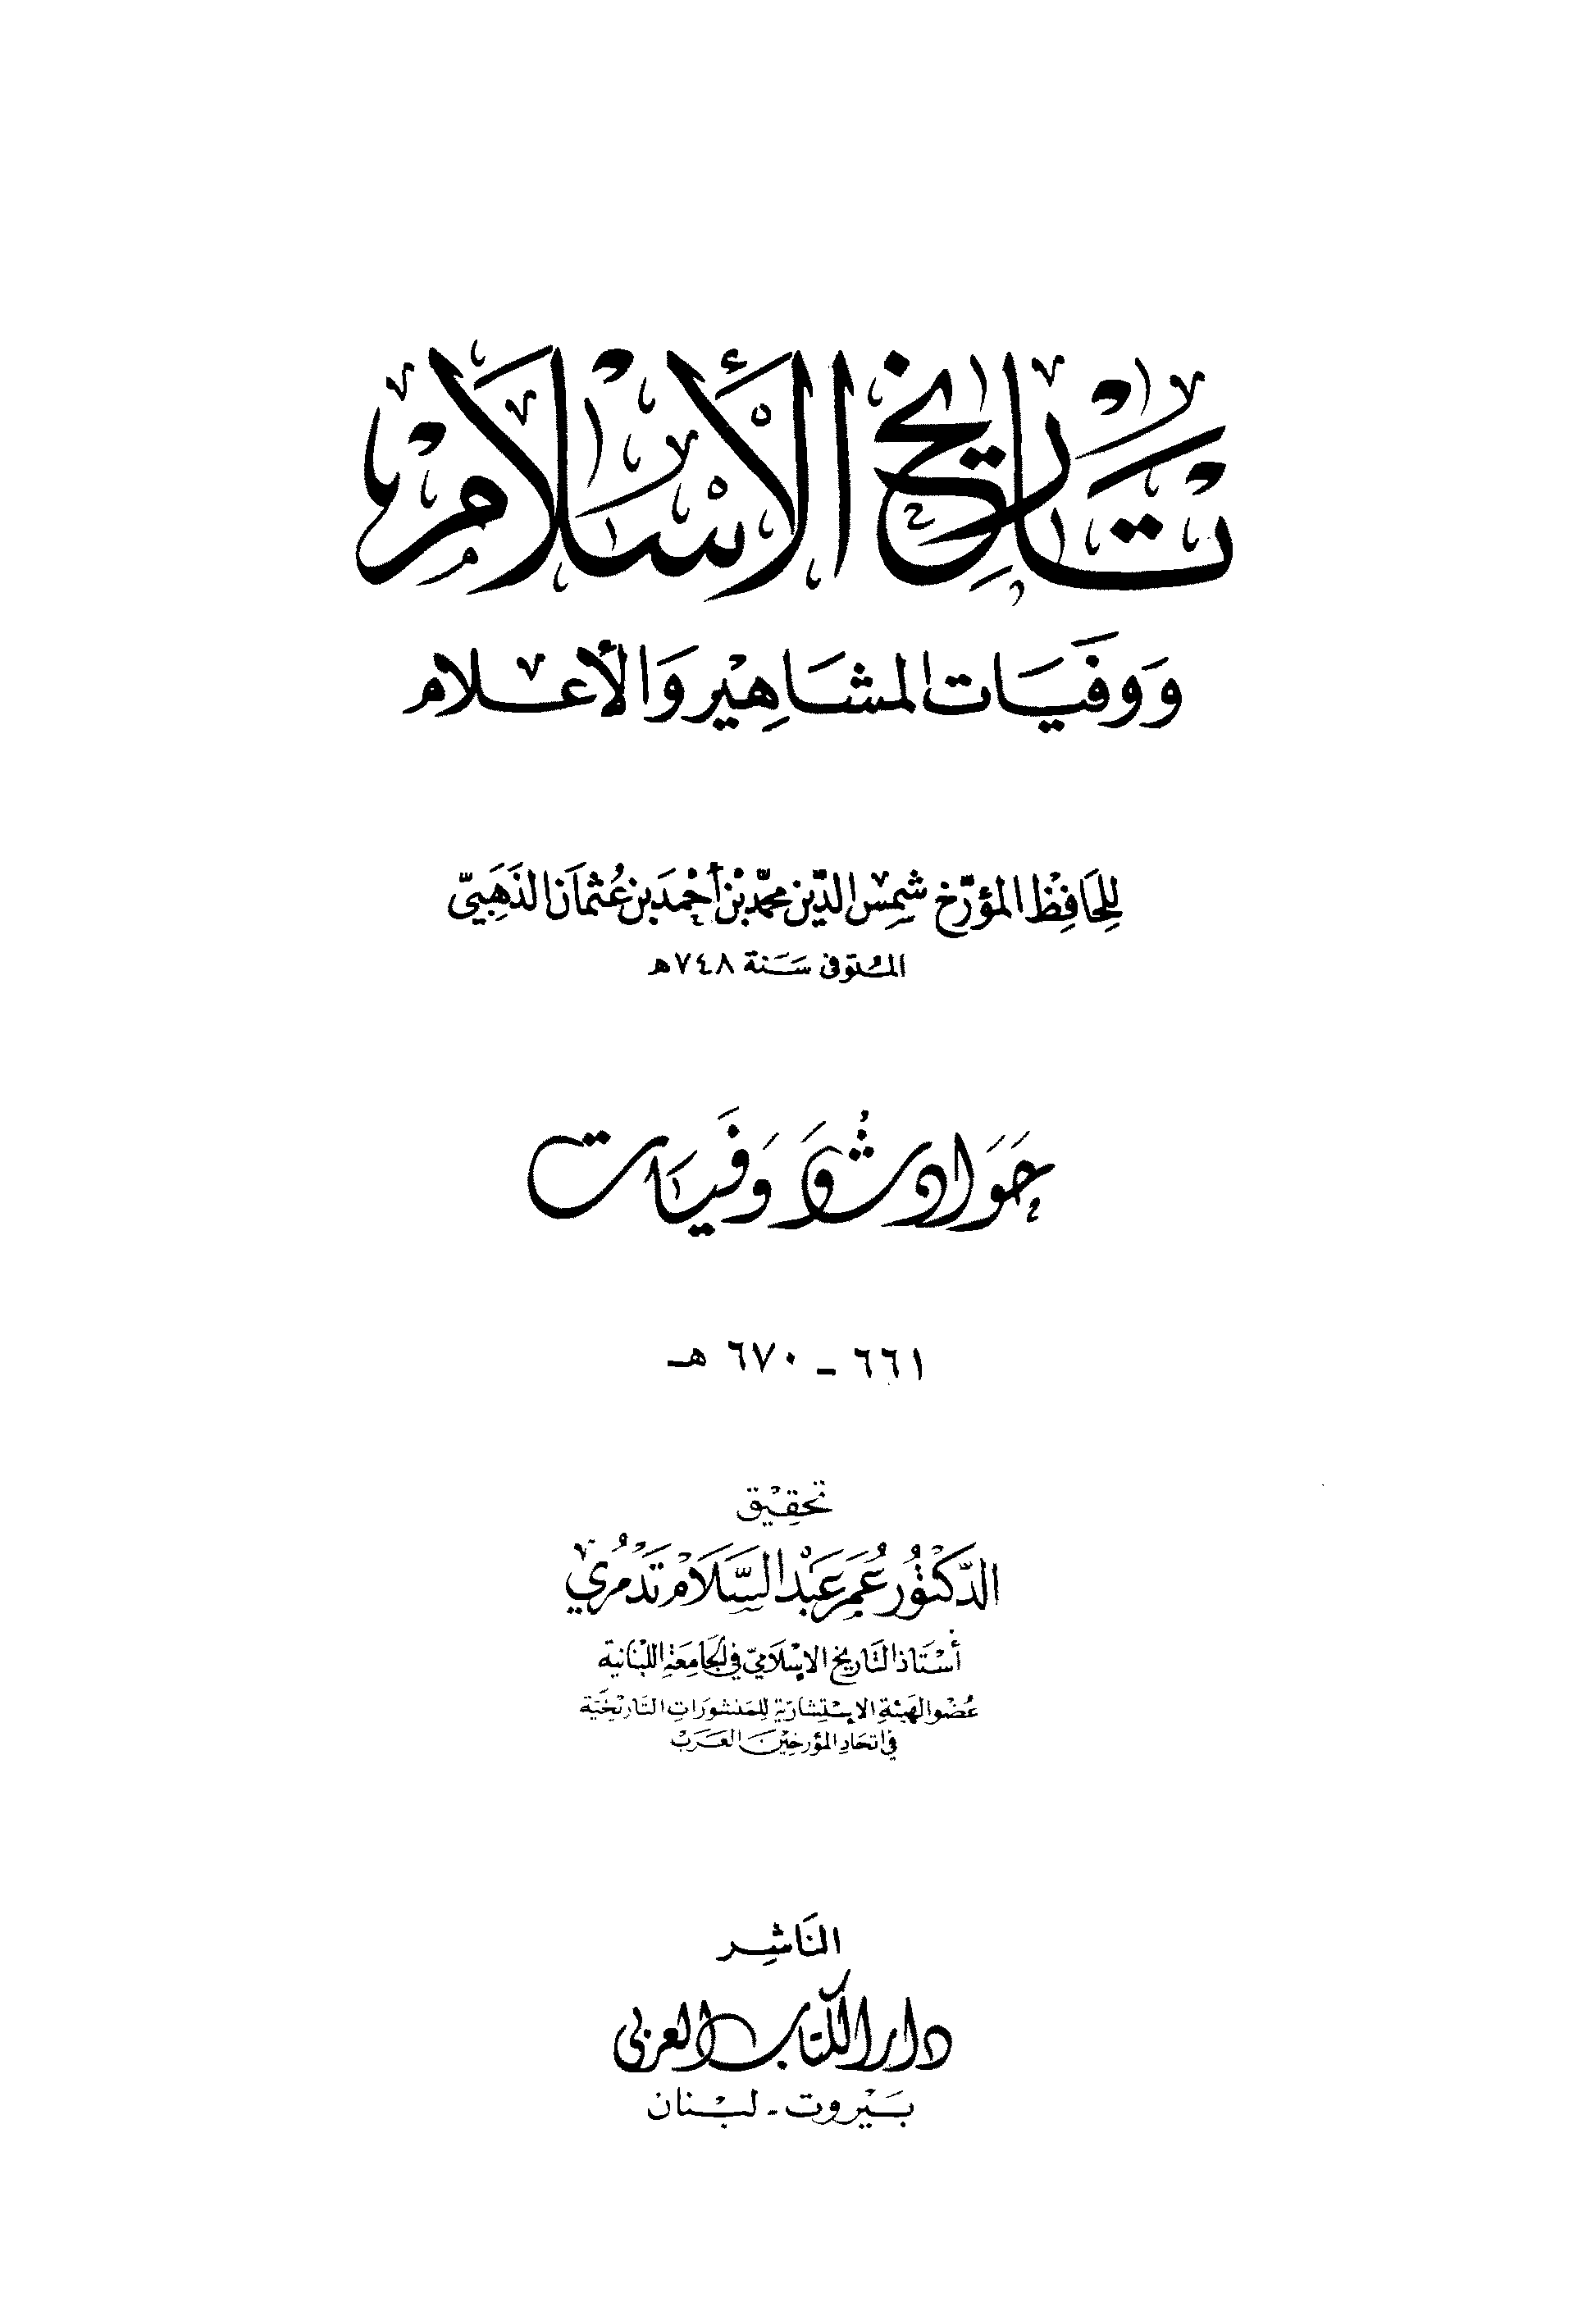 تاريخ الإسلام
ووفيات المشاهير والأعلام
للحافظ المؤرخ شمس الدين محمد بن أحمد بن عثمان الذهبي
المتوفى سنة ٧٤٨هـ
حوادث ووفيات
٦٦١ - ٦٧٠ هـ
تحقيق
الدكتور عمر عبد السلام تدمري
أستاذ التاريخ الإسلامي في الجامعة اللبنانية
عضو الهيئة الاستشارية للمنشورات التاريخية
في اتحاد المؤرخين العرب
الناشر
دار الكتاب العربي
بيروت - لبنان